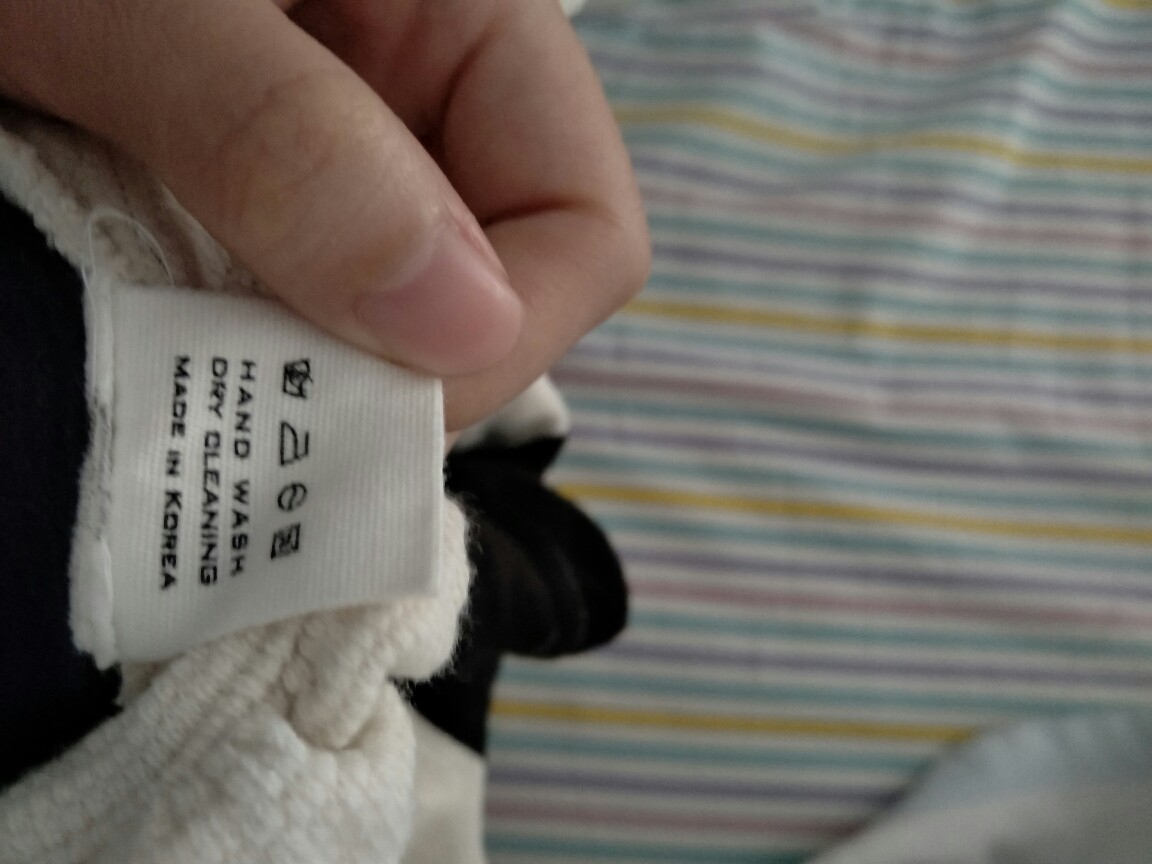 HAND WASH
DRY CLEANING
MADE IN KOREA